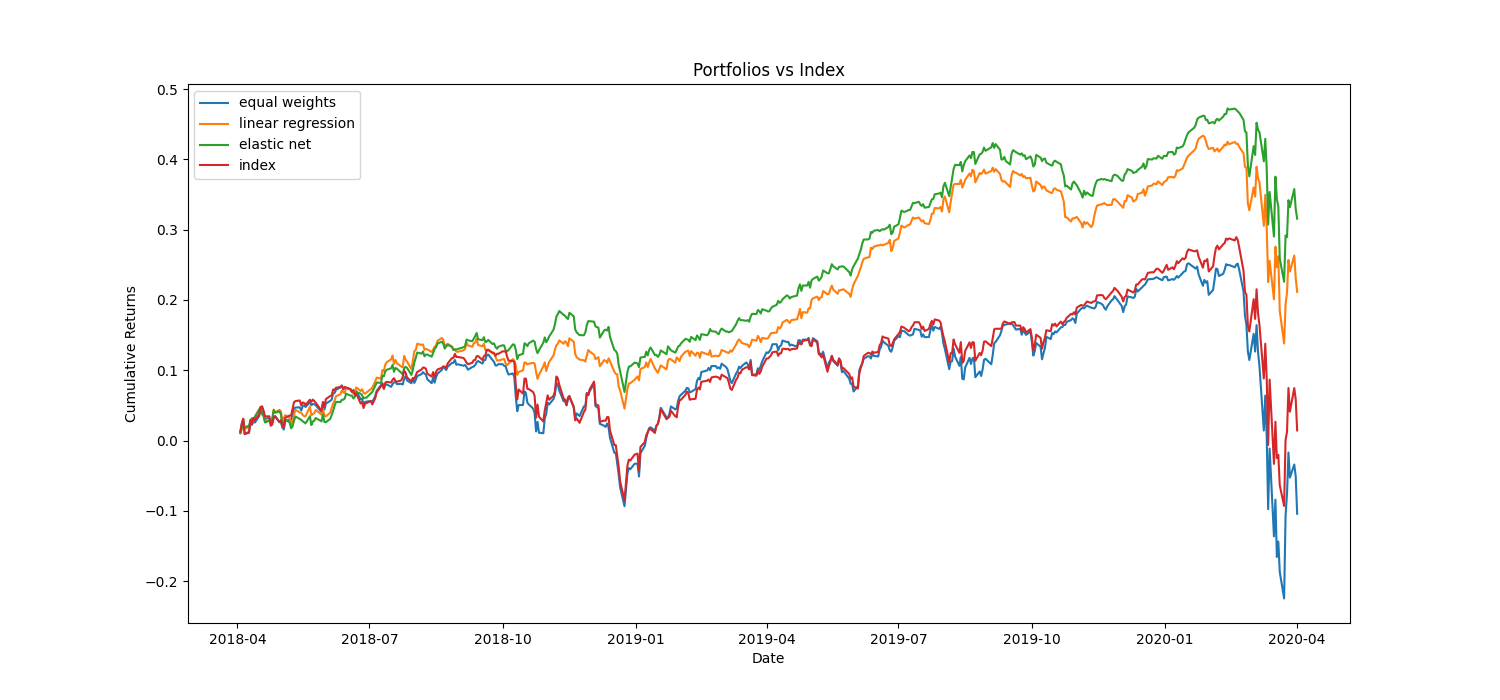 Portfolios vs Index
equal weights
linear regression
elastic net
index
Cumulative Returns
0.5
0.4
0.3
0.2
0.1
0.0
−0.1
−0.2
2018-04 2018-07 2018-10 2019-01 2019-04 2019-07 2019-10 2020-01 2020-04
Date